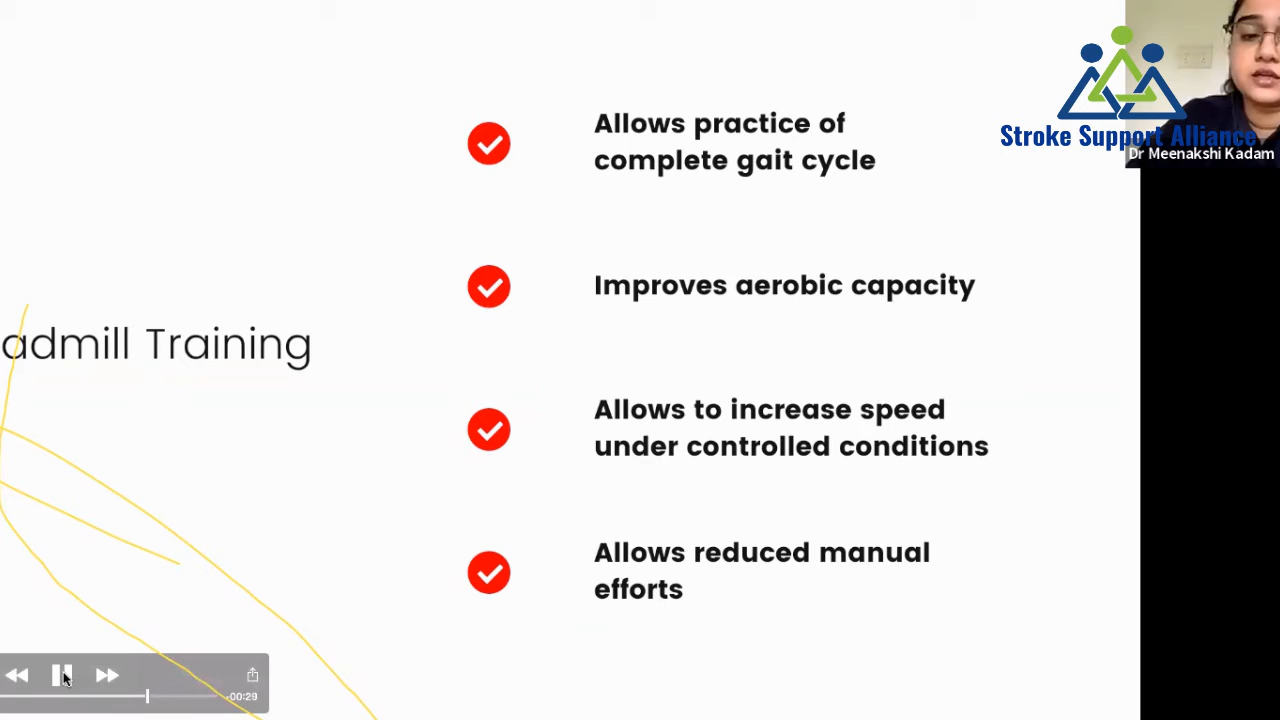 Allows practice of
complete gait cycle
Stroke Support Alliance
Dr Meenakshi Kadam
Improves aerobic capacity
admill Training
Allows to increase speed
under controlled conditions
Allows reduced manual
efforts
-00:29